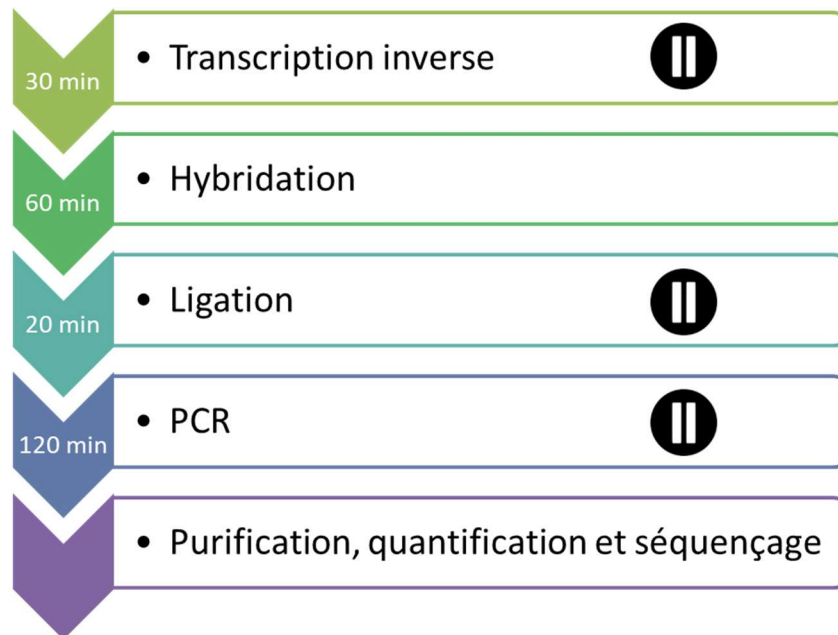 30 min
• Transcription inverse
60 min
• Hybridation
20 min
• Ligation
120 min
• PCR
• Purification, quantification et séquençage